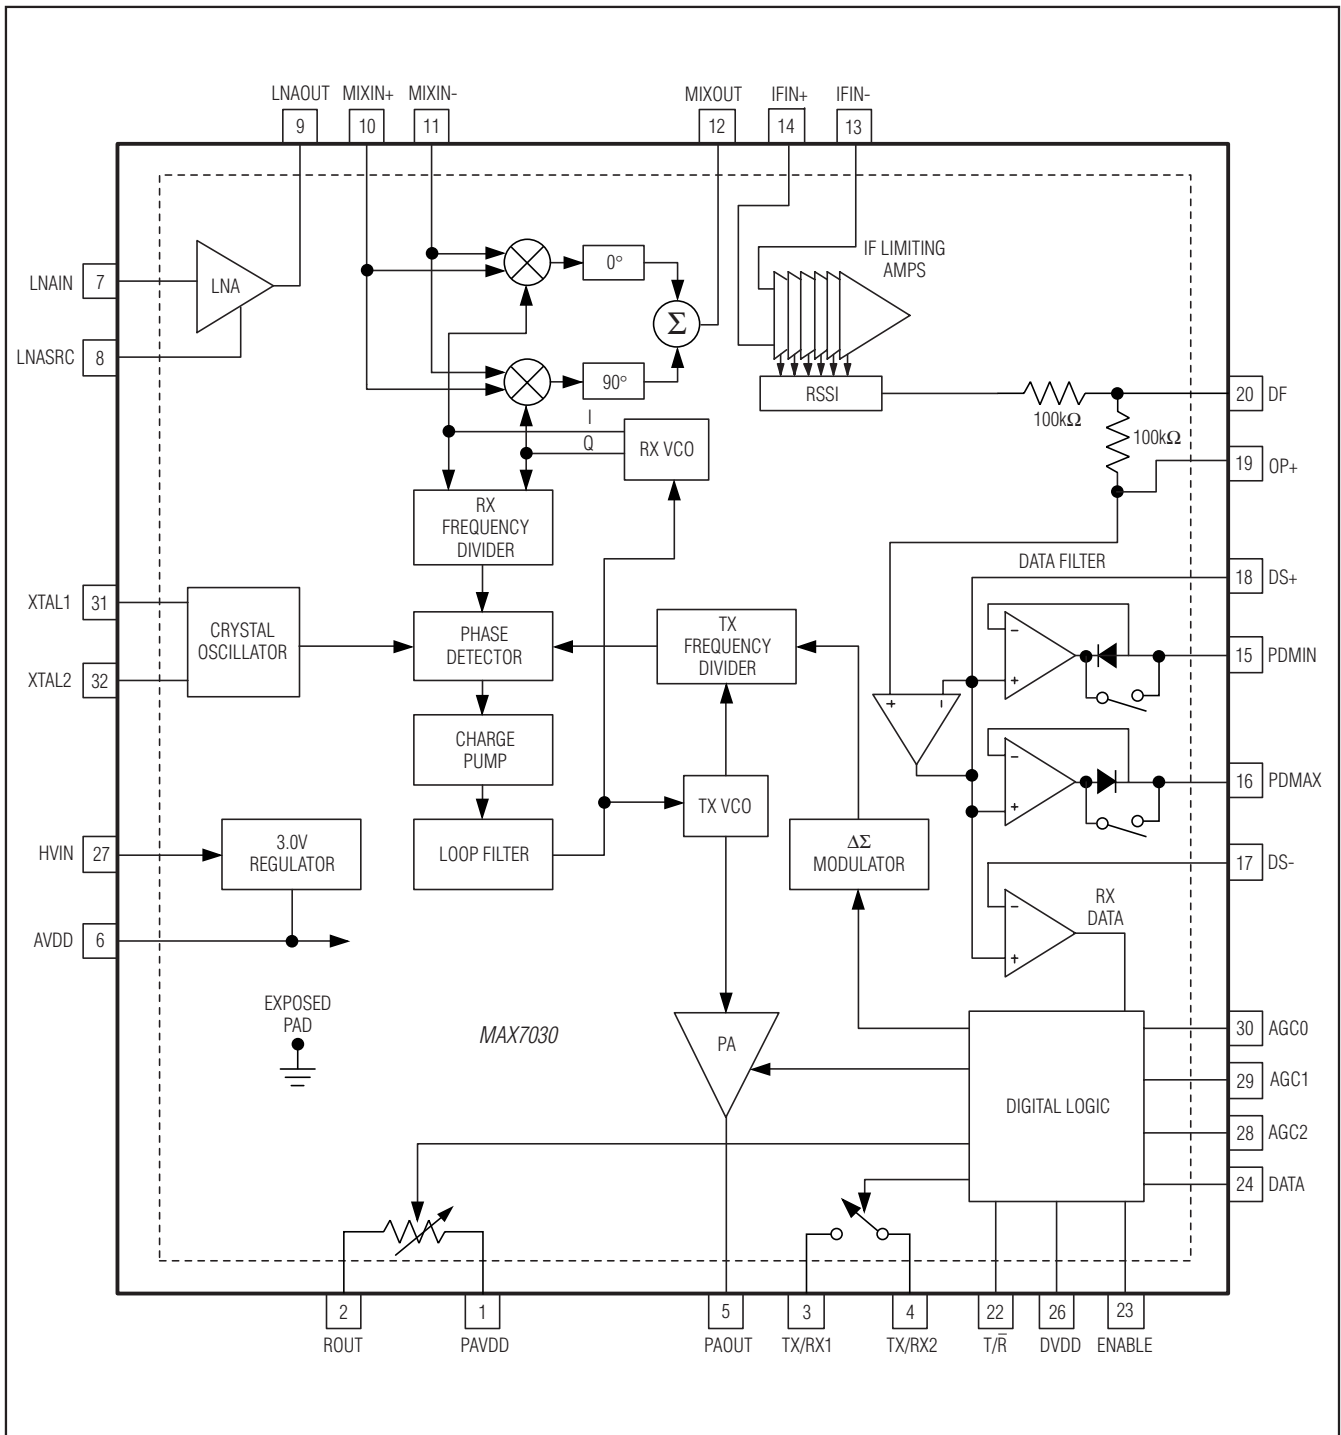 LNAOUT MIXIN+ MIXIN- MIXOUT IFIN+ IFIN-
9 10 11 12 14 13
IF LIMITING
AMPS
0°
LNAIN 7
LNA
Σ
LNASRC 8
90°
RSSI
20 DF
100kΩ
100kΩ
I
Q
RX VCO
19 OP+
RX
FREQUENCY
DIVIDER
DATA FILTER
18 DS+
XTAL1 31
CRYSTAL
OSCILLATOR
PHASE
DETECTOR
TX
FREQUENCY
DIVIDER
−
+
15 PDMIN
XTAL2 32
+ −
CHARGE
PUMP
−
+
16 PDMAX
TX VCO
HVIN 27
3.0V
REGULATOR
LOOP FILTER
ΔΣ
MODULATOR
17 DS-
RX
DATA
−
+
AVDD 6
EXPOSED
PAD
MAX7030
PA
30 AGC0
29 AGC1
DIGITAL LOGIC
28 AGC2
24 DATA
2 1 5 3 4 22 26 23
ROUT PAVDD PAOUT TX/RX1 TX/RX2 T/R̅ DVDD ENABLE